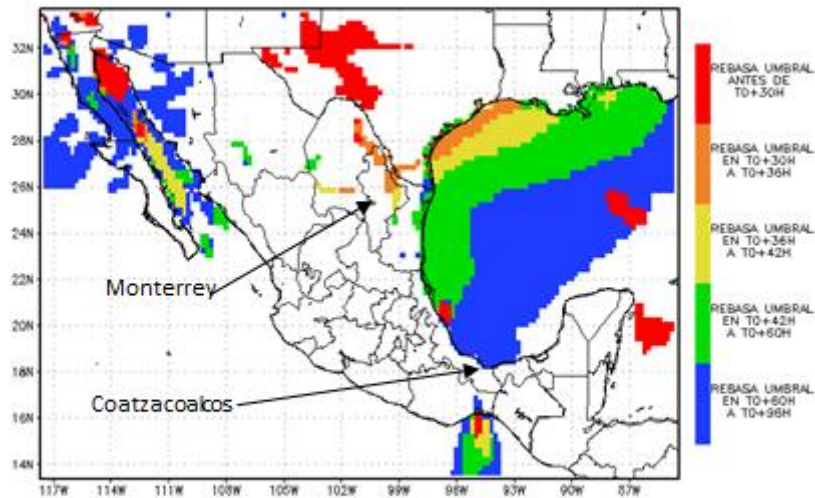 32N
30N
28N
26N
24N
22N
20N
18N
16N
14N
117W
114W
111W
108W
105W
102W
99W
96W
93W
90W
87W
Monterrey
Coatzacoakos
REBASA UMBRAL
ANTES DE
T0+30H
REBASA UMBRAL
EN T0+30H
A T0+36H
REBASA UMBRAL
EN T0+36H
A T0+42H
REBASA UMBRAL
EN T0+42H
A T0+60H
REBASA UMBRAL
EN T0+60H
A T0+96H